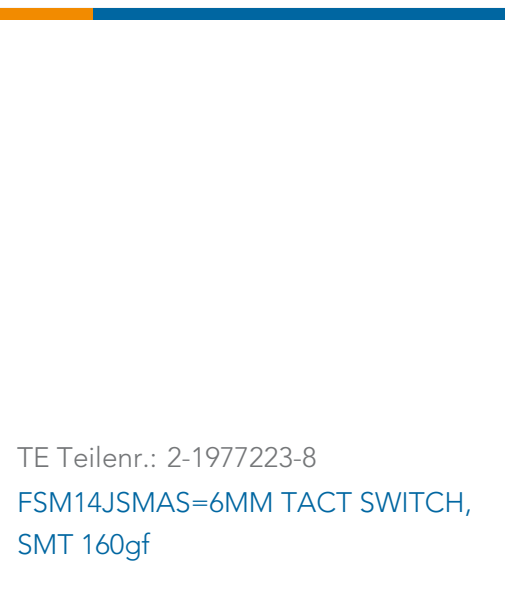 TE Teilenr.: 2-1977223-8
FSM14JSMAS=6MM TACT SWITCH,
SMT 160gf